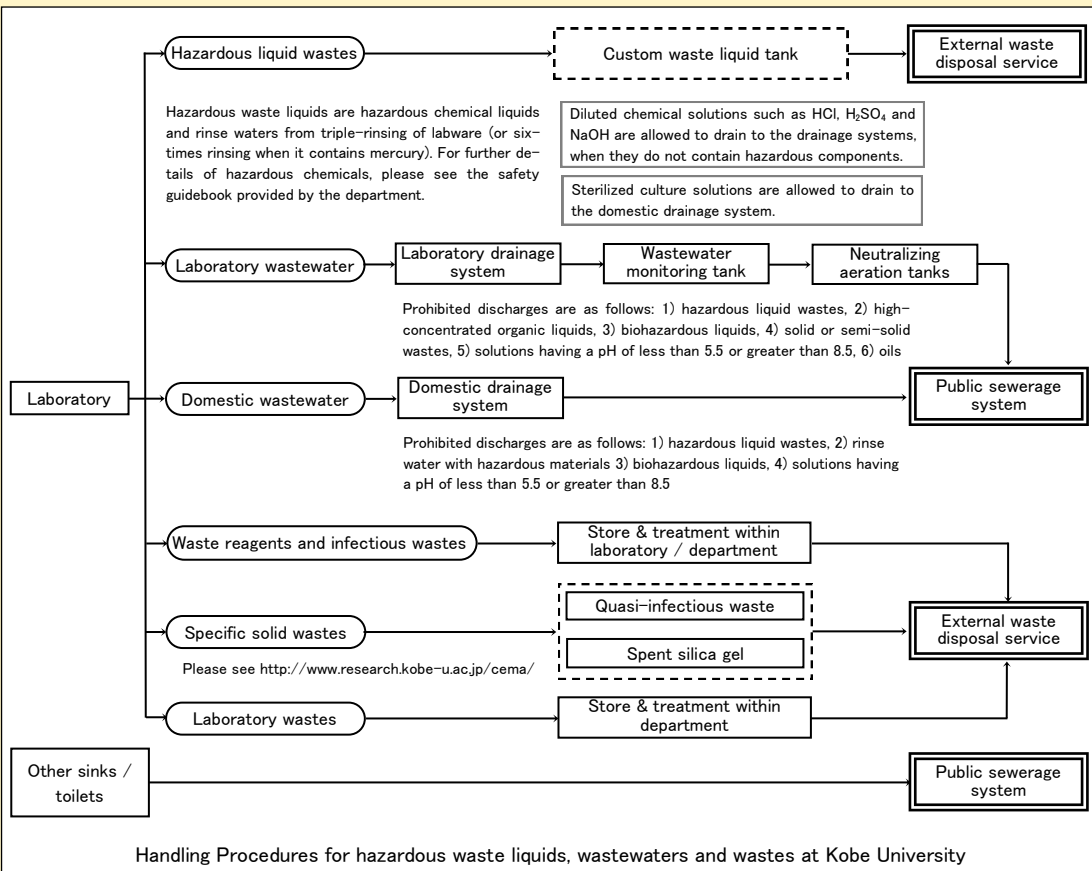 Hazardous liquid wastes
Custom waste liquid tank
External waste
disposal service
Hazardous waste liquids are hazardous chemical liquids
and rinse waters from triple-rinsing of labware (or six-
times rinsing when it contains mercury). For further de-
tails of hazardous chemicals, please see the safety
guidebook provided by the department.
Diluted chemical solutions such as HCl, H₂SO₄ and
NaOH are allowed to drain to the drainage systems,
when they do not contain hazardous components.
Sterilized culture solutions are allowed to drain to
the domestic drainage system.
Laboratory wastewater
Laboratory drainage
system
Wastewater
monitoring tank
Neutralizing
aeration tanks
Prohibited discharges are as follows: 1) hazardous liquid wastes, 2) high-
concentrated organic liquids, 3) biohazardous liquids, 4) solid or semi-solid
wastes, 5) solutions having a pH of less than 5.5 or greater than 8.5, 6) oils
Laboratory
Domestic wastewater
Domestic drainage
system
Public sewerage
system
Prohibited discharges are as follows: 1) hazardous liquid wastes, 2) rinse
water with hazardous materials 3) biohazardous liquids, 4) solutions having
a pH of less than 5.5 or greater than 8.5
Waste reagents and infectious wastes
Store & treatment within
laboratory / department
Specific solid wastes
Quasi-infectious waste
Spent silica gel
External waste
disposal service
Please see http://www.research.kobe-u.ac.jp/cema/
Laboratory wastes
Store & treatment within
department
Other sinks /
toilets
Public sewerage
system
Handling Procedures for hazardous waste liquids, wastewaters and wastes at Kobe University